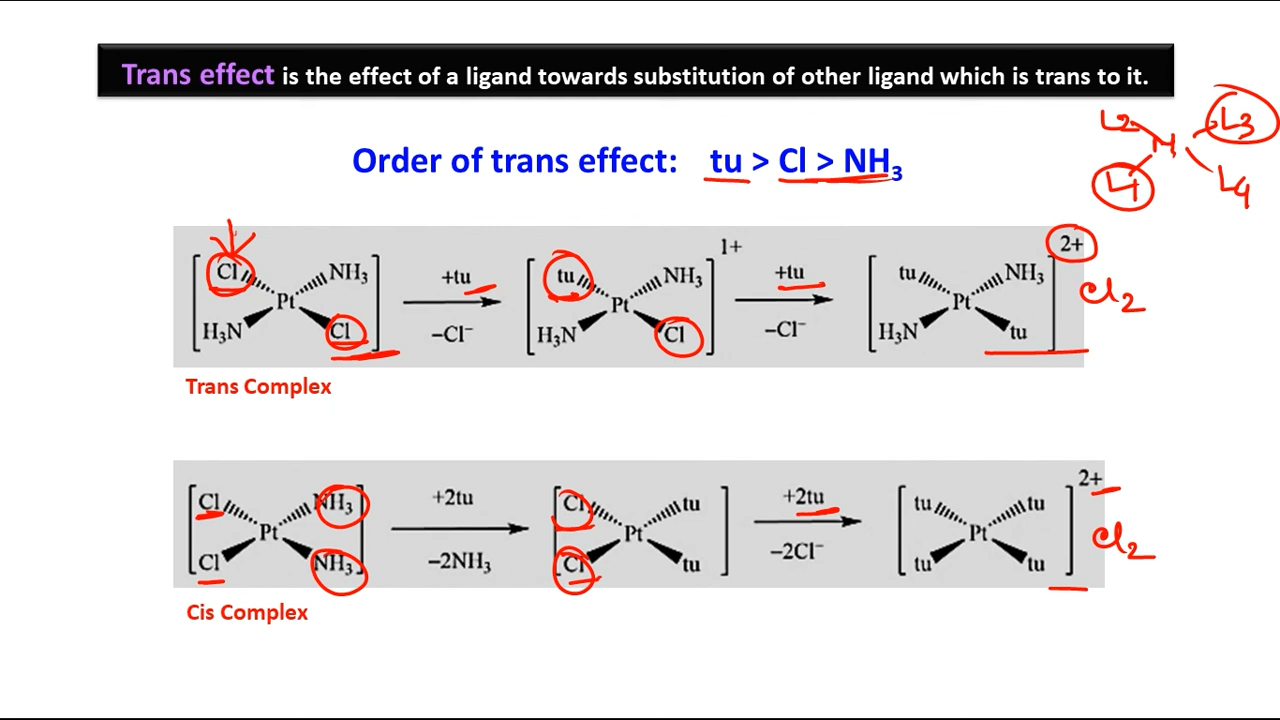 Trans effect is the effect of a ligand towards substitution of other ligand which is trans to it.
L2 L3
M
L1 L4
Order of trans effect: tu > Cl > NH3
[Cl NH3 Pt H3N Cl] +tu −Cl− [tu NH3 Pt H3N Cl]1+ +tu −Cl− [tu NH3 Pt H3N tu]2+ Cl2
Trans Complex
[Cl NH3 Pt Cl NH3] +2tu −2NH3 [Cl tu Pt Cl tu] +2tu −2Cl− [tu tu Pt tu tu]2+ Cl2
Cis Complex